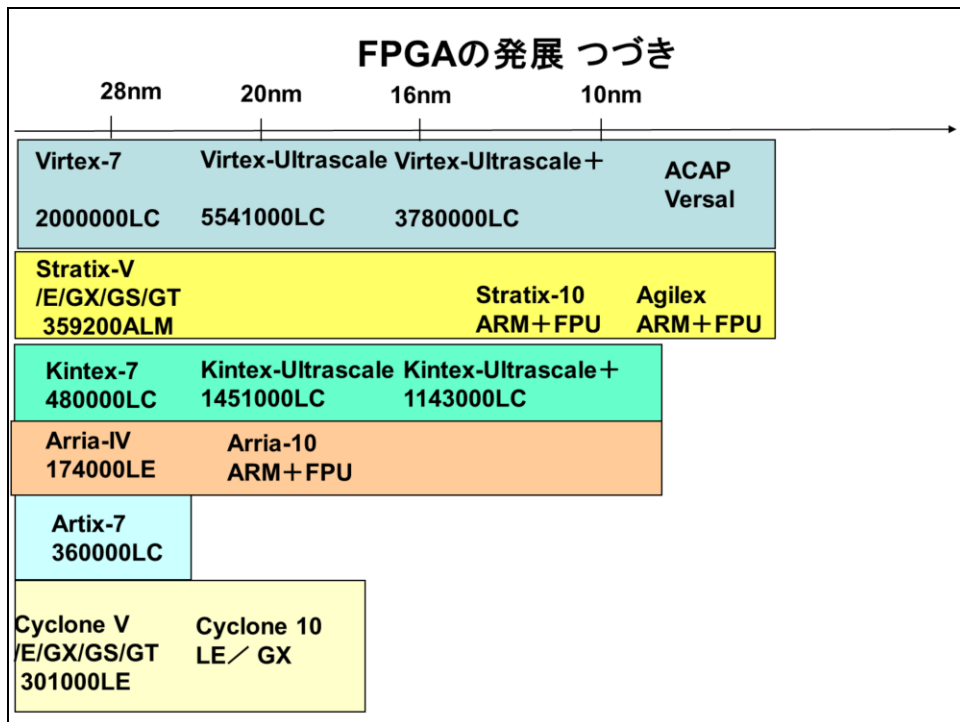 FPGAの発展 つづき
28nm 20nm 16nm 10nm
Virtex-7 Virtex-Ultrascale Virtex-Ultrascale＋ ACAP
Versal
2000000LC 5541000LC 3780000LC
Stratix-V
/E/GX/GS/GT Stratix-10 Agilex
359200ALM ARM＋FPU ARM＋FPU
Kintex-7 Kintex-Ultrascale Kintex-Ultrascale＋
480000LC 1451000LC 1143000LC
Arria-IV Arria-10
174000LE ARM＋FPU
Artix-7
360000LC
Cyclone V Cyclone 10
/E/GX/GS/GT LE／ GX
301000LE